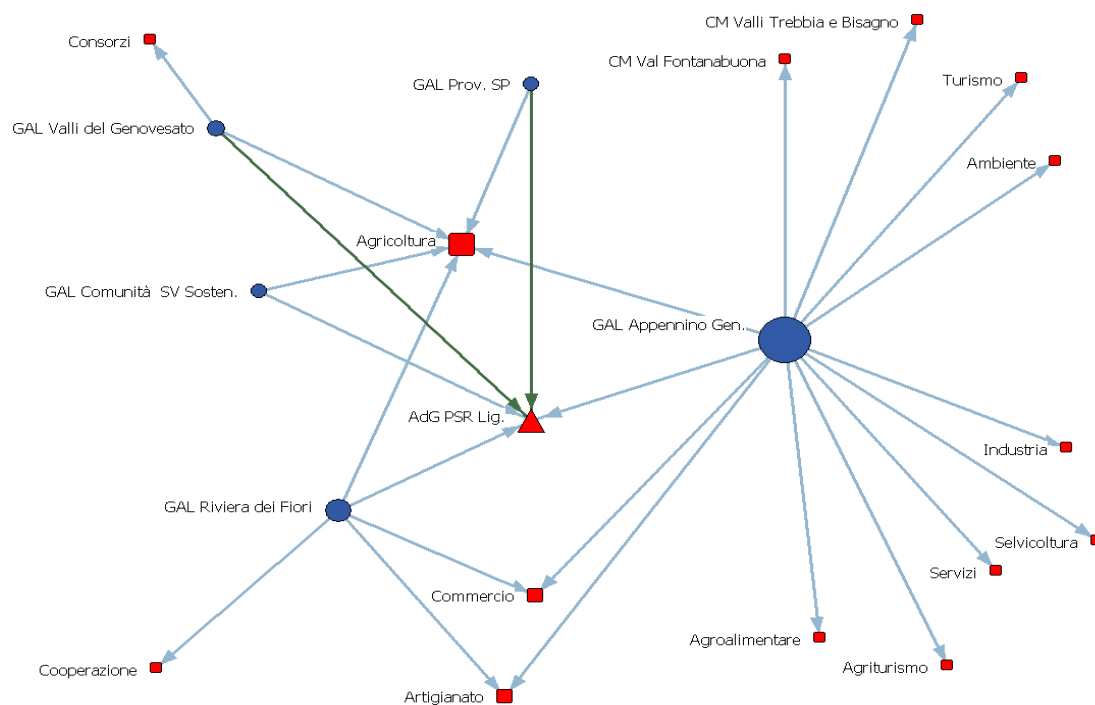 CM Valli Trebbia e Bisagno
Consorzi
CM Val Fontanabuona
Turismo
GAL Prov. SP
GAL Valli del Genovesato
Ambiente
Agricoltura
GAL Comunità SV Sosten.
GAL Appennino Gen.
AdG PSR Lig.
Industria
GAL Riviera dei Fiori
Selvicoltura
Servizi
Commercio
Agroalimentare
Agriturismo
Cooperazione
Artigianato